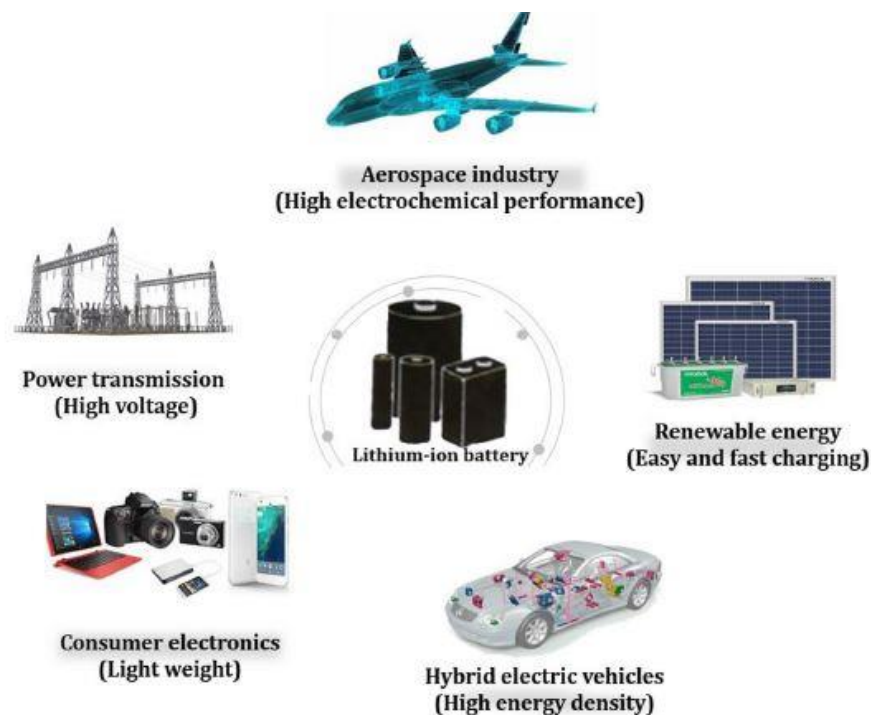 Aerospace industry
(High electrochemical performance)
Power transmission
(High voltage)
Lithium-ion battery
Renewable energy
(Easy and fast charging)
Consumer electronics
(Light weight)
Hybrid electric vehicles
(High energy density)